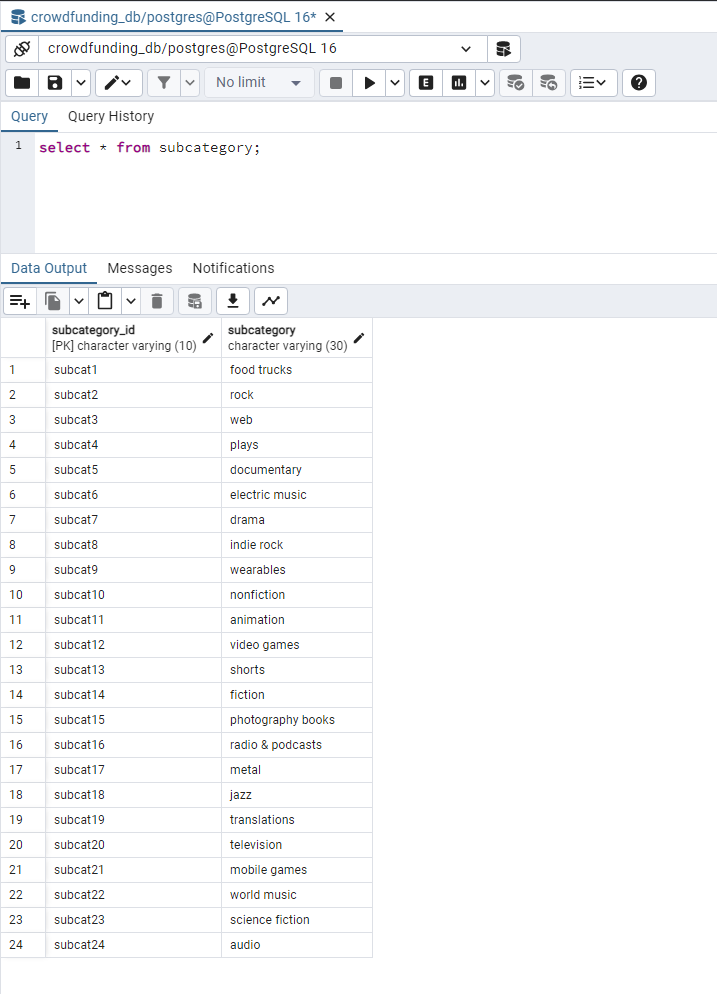 crowdfunding_db/postgres@PostgreSQL 16*
crowdfunding_db/postgres@PostgreSQL 16
No limit
E
Query Query History
1 select * from subcategory;
Data Output Messages Notifications
subcategory_id subcategory
[PK] character varying (10) character varying (30)
1 subcat1 food trucks
2 subcat2 rock
3 subcat3 web
4 subcat4 plays
5 subcat5 documentary
6 subcat6 electric music
7 subcat7 drama
8 subcat8 indie rock
9 subcat9 wearables
10 subcat10 nonfiction
11 subcat11 animation
12 subcat12 video games
13 subcat13 shorts
14 subcat14 fiction
15 subcat15 photography books
16 subcat16 radio & podcasts
17 subcat17 metal
18 subcat18 jazz
19 subcat19 translations
20 subcat20 television
21 subcat21 mobile games
22 subcat22 world music
23 subcat23 science fiction
24 subcat24 audio